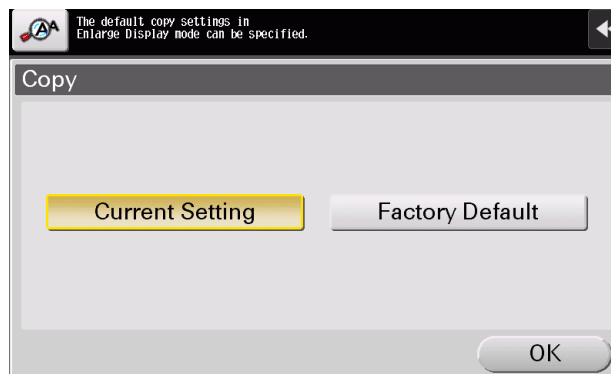 The default copy settings in
Enlarge Display mode can be specified.
Copy
Current Setting Factory Default
OK